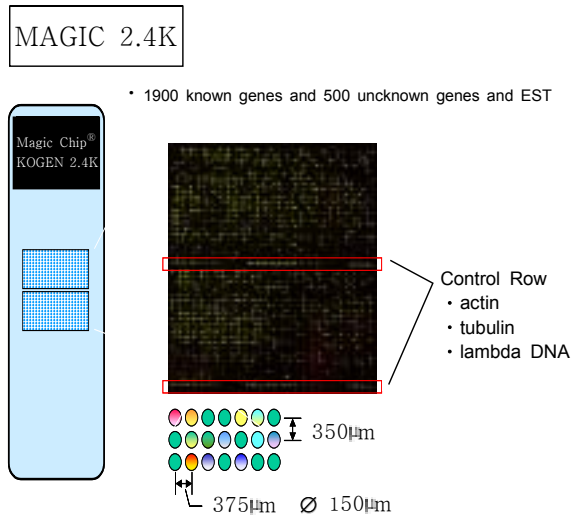 MAGIC 2.4K
• 1900 known genes and 500 uncknown genes and EST
Magic Chip®
KOGEN 2.4K
Control Row
• actin
• tubulin
• lambda DNA
350㎛
375㎛ Ø 150㎛